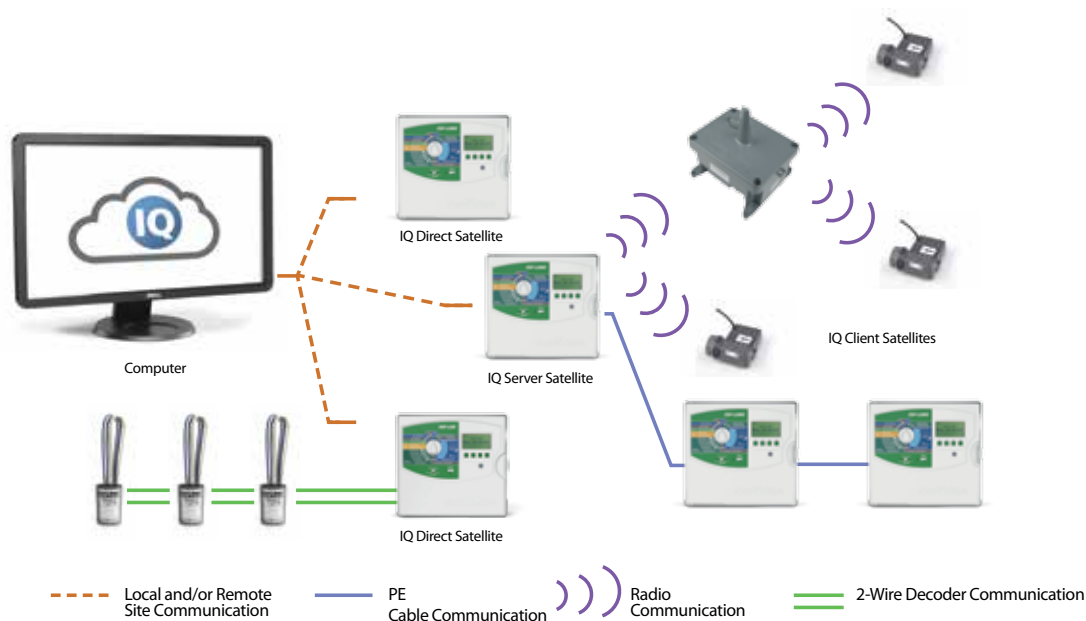 IQ
IQ Direct Satellite
IQ Server Satellite
IQ Client Satellites
Computer
IQ Direct Satellite
Local and/or Remote
Site Communication
PE
Cable Communication
Radio
Communication
2-Wire Decoder Communication